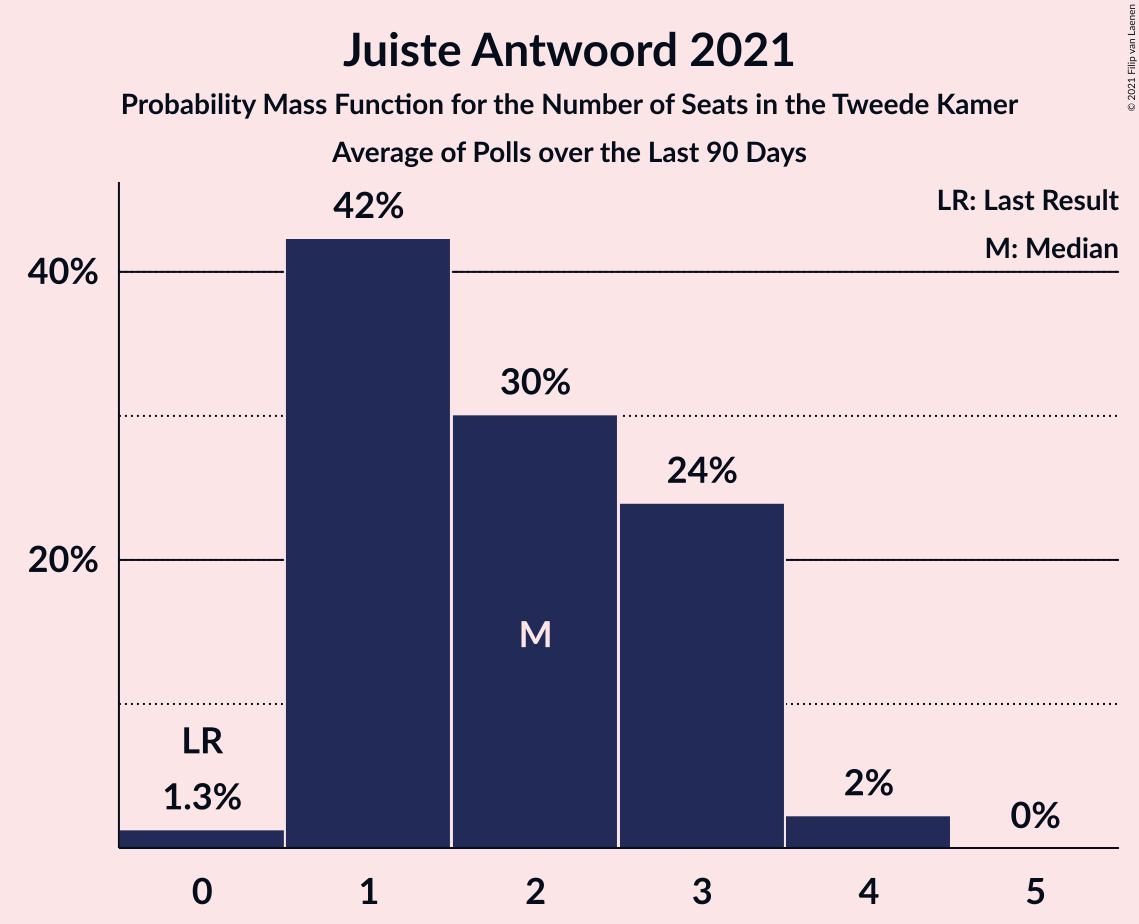 Juiste Antwoord 2021
Probability Mass Function for the Number of Seats in the Tweede Kamer
Average of Polls over the Last 90 Days
© 2021 Filip van Laenen
LR: Last Result
M: Median
42%
40%
30%
24%
20%
M
LR
1.3%
2%
0%
0 1 2 3 4 5